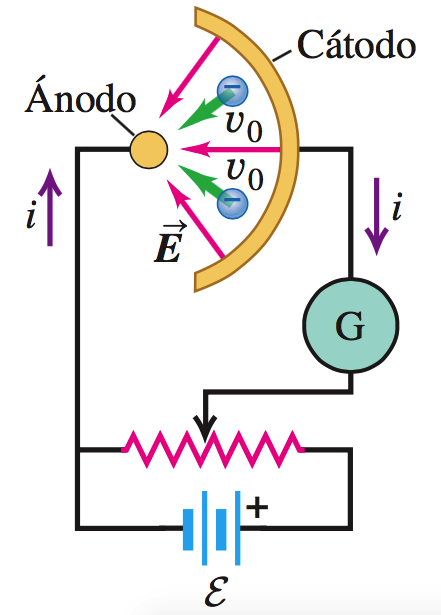 Cátodo
Ánodo
v₀
v₀
i
i
E⃗
G
+
ℰ